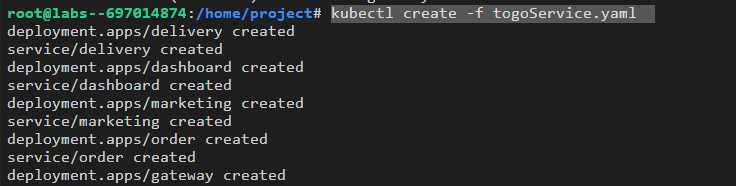 root@labs--697014874:/home/project# kubectl create -f togoService.yaml
deployment.apps/delivery created
service/delivery created
deployment.apps/dashboard created
service/dashboard created
deployment.apps/marketing created
service/marketing created
deployment.apps/order created
service/order created
deployment.apps/gateway created